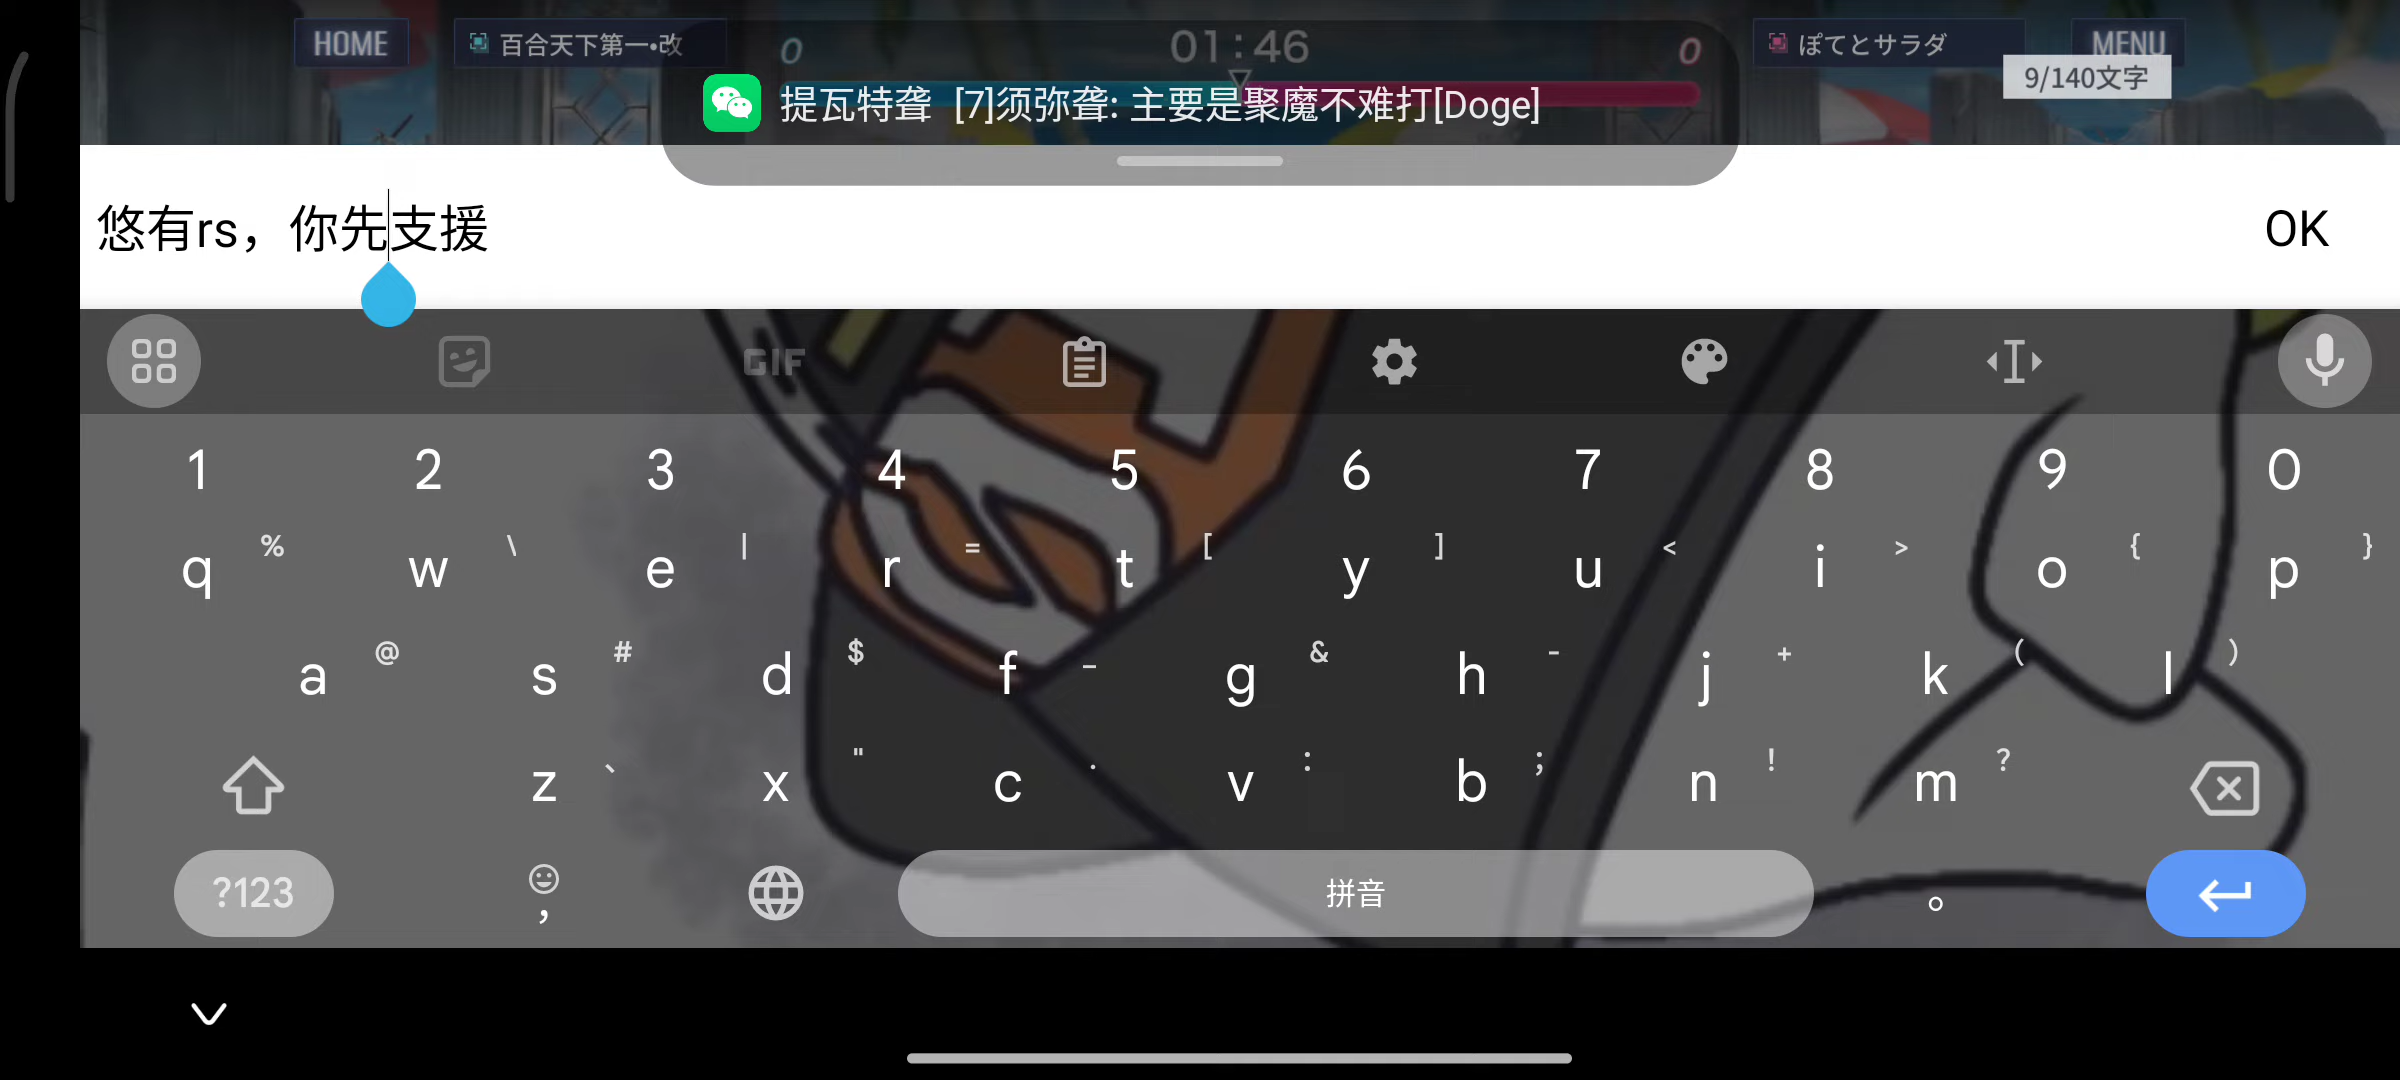 HOME 百合天下第一•改 0 01:46 0 ぽてとサラダ MENU
9/140文字
提瓦特聋 [7]须弥聋: 主要是聚魔不难打[Doge]
悠有rs，你先支援 OK
GIF
1 2 3 4 5 6 7 8 9 0
q % w \ e | r = t [ y ] u < i > o { p }
a @ s # d $ f _ g & h - j + k ( l )
z 、 x " c · v : b ; n ! m ?
?123 , 拼音 。